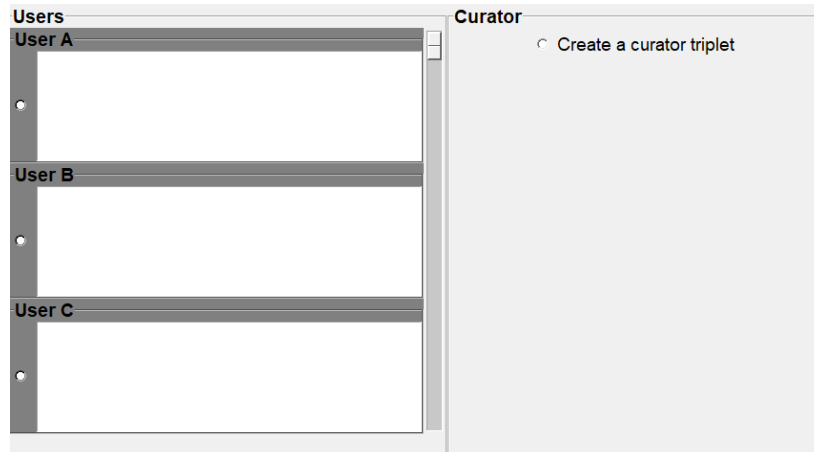 Users
User A
User B
User C
Curator
Create a curator triplet